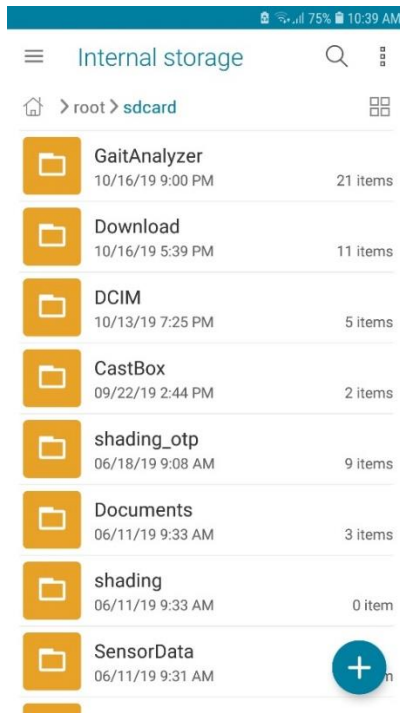 75% 10:39 AM
Internal storage
root sdcard
GaitAnalyzer
10/16/19 9:00 PM 21 items
Download
10/16/19 5:39 PM 11 items
DCIM
10/13/19 7:25 PM 5 items
CastBox
09/22/19 2:44 PM 2 items
shading_otp
06/18/19 9:08 AM 9 items
Documents
06/11/19 9:33 AM 3 items
shading
06/11/19 9:33 AM 0 item
SensorData
06/11/19 9:31 AM